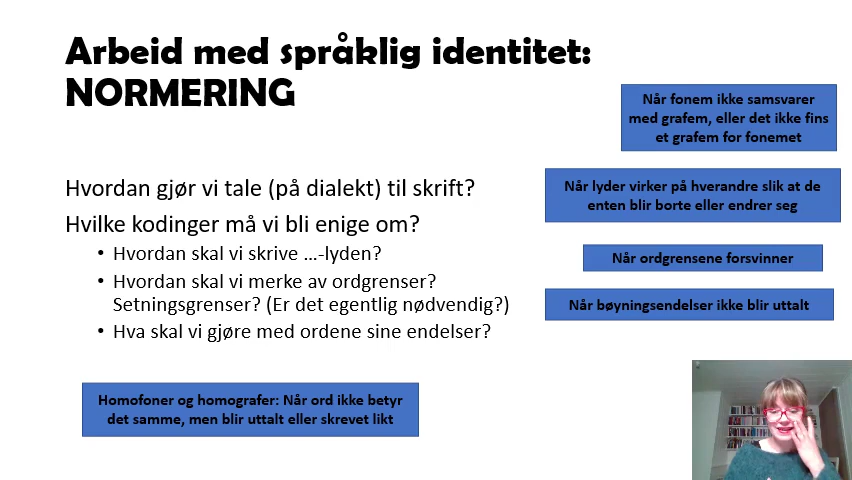 Arbeid med språklig identitet:
NORMERING
Når fonem ikke samsvarer
med grafem, eller det ikke fins
et grafem for fonemet
Hvordan gjør vi tale (på dialekt) til skrift?
Når lyder virker på hverandre slik at de
enten blir borte eller endrer seg
Hvilke kodinger må vi bli enige om?
• Hvordan skal vi skrive …-lyden?
Når ordgrensene forsvinner
• Hvordan skal vi merke av ordgrenser?
Setningsgrenser? (Er det egentlig nødvendig?)
Når bøyningsendelser ikke blir uttalt
• Hva skal vi gjøre med ordene sine endelser?
Homofoner og homografer: Når ord ikke betyr
det samme, men blir uttalt eller skrevet likt